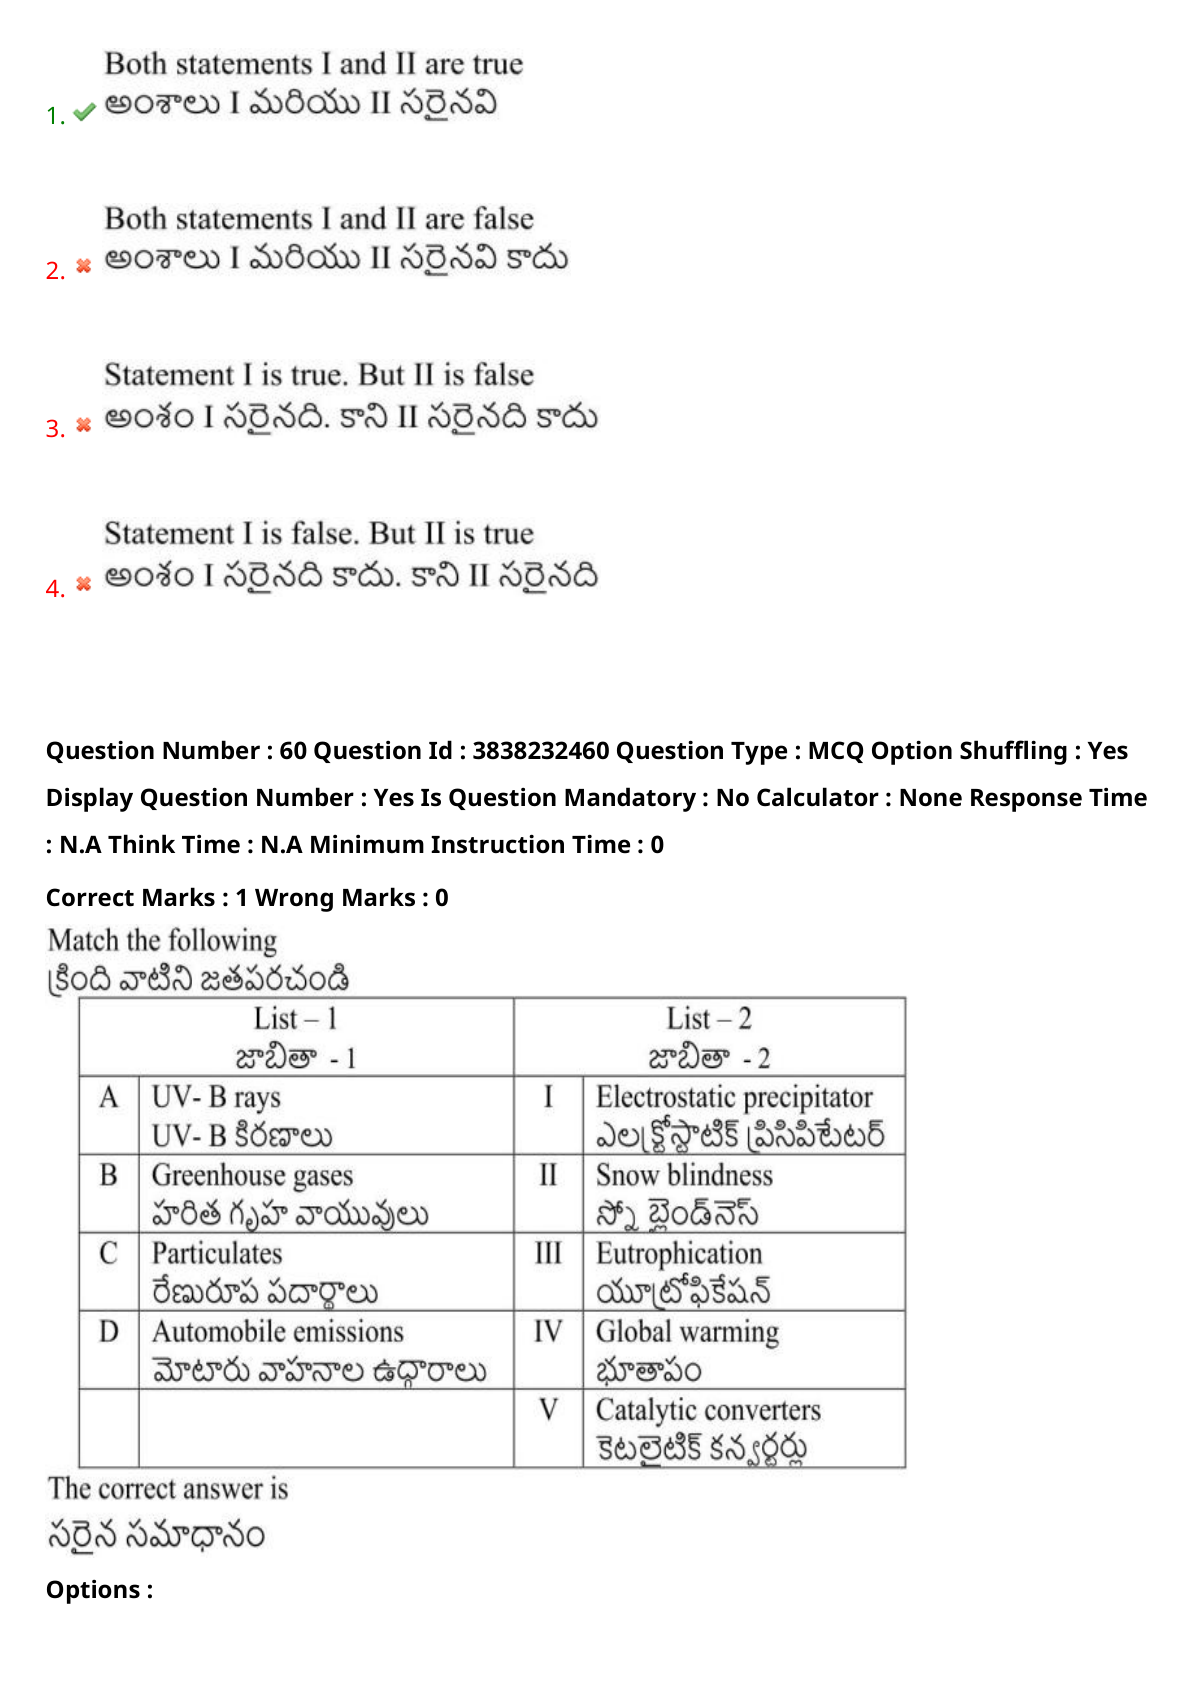 Both statements I and II are true
1. అంశాలు I మరియు II సరైనవి
Both statements I and II are false
2. అంశాలు I మరియు II సరైనవి కాదు
Statement I is true. But II is false
3. అంశం I సరైనది. కాని II సరైనది కాదు
Statement I is false. But II is true
4. అంశం I సరైనది కాదు. కాని II సరైనది
Question Number : 60 Question Id : 3838232460 Question Type : MCQ Option Shuffling : Yes
Display Question Number : Yes Is Question Mandatory : No Calculator : None Response Time
: N.A Think Time : N.A Minimum Instruction Time : 0
Correct Marks : 1 Wrong Marks : 0
Match the following
క్రింది వాటిని జతపరచండి
List – 1 List – 2
జాబితా - 1 జాబితా - 2
A UV- B rays I Electrostatic precipitator
UV- B కిరణాలు ఎలక్ట్రోస్టాటిక్ ప్రిసిపిటేటర్
B Greenhouse gases II Snow blindness
హరిత గృహ వాయువులు స్నో బ్లైండ్‌నెస్
C Particulates III Eutrophication
రేణురూప పదార్థాలు యూట్రోఫికేషన్
D Automobile emissions IV Global warming
మోటారు వాహనాల ఉద్గారాలు భూతాపం
V Catalytic converters
కెటలైటిక్ కన్వర్టర్లు
The correct answer is
సరైన సమాధానం
Options :